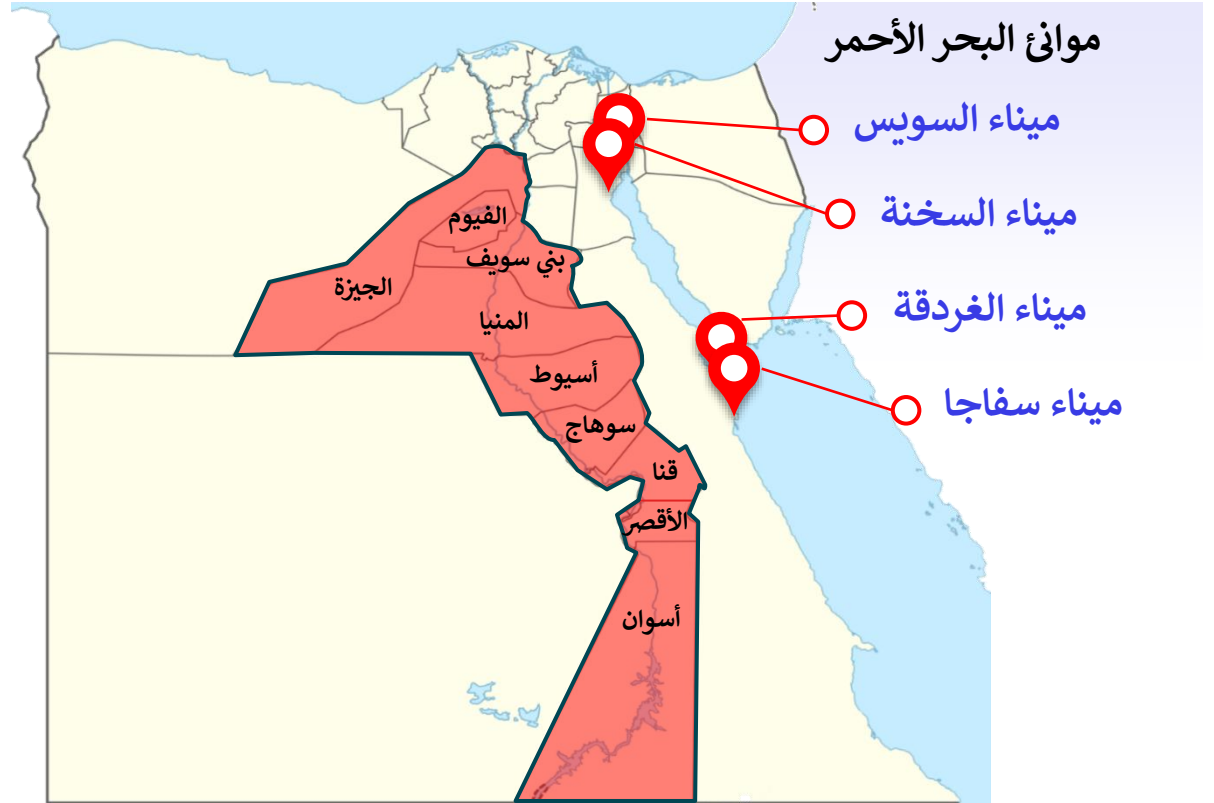 موانئ البحر الأحمر
ميناء السويس
ميناء السخنة
ميناء الغردقة
ميناء سفاجا
الفيوم
بني سويف
الجيزة
المنيا
أسيوط
سوهاج
قنا
الأقصر
أسوان